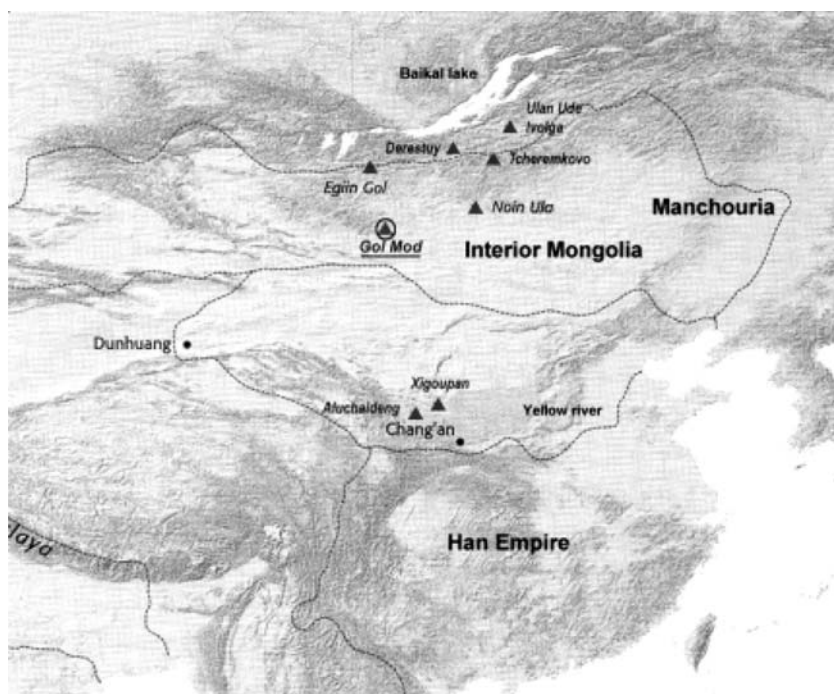 Baikal lake
Ulan Ude
Ivolga
Derestuy
Tcheremkovo
Egiin Gol
Noin Ula
Manchouria
Gol Mod
Interior Mongolia
Dunhuang
Xigoupan
Aluchaideng
Yellow river
Chang'an
Han Empire
laya